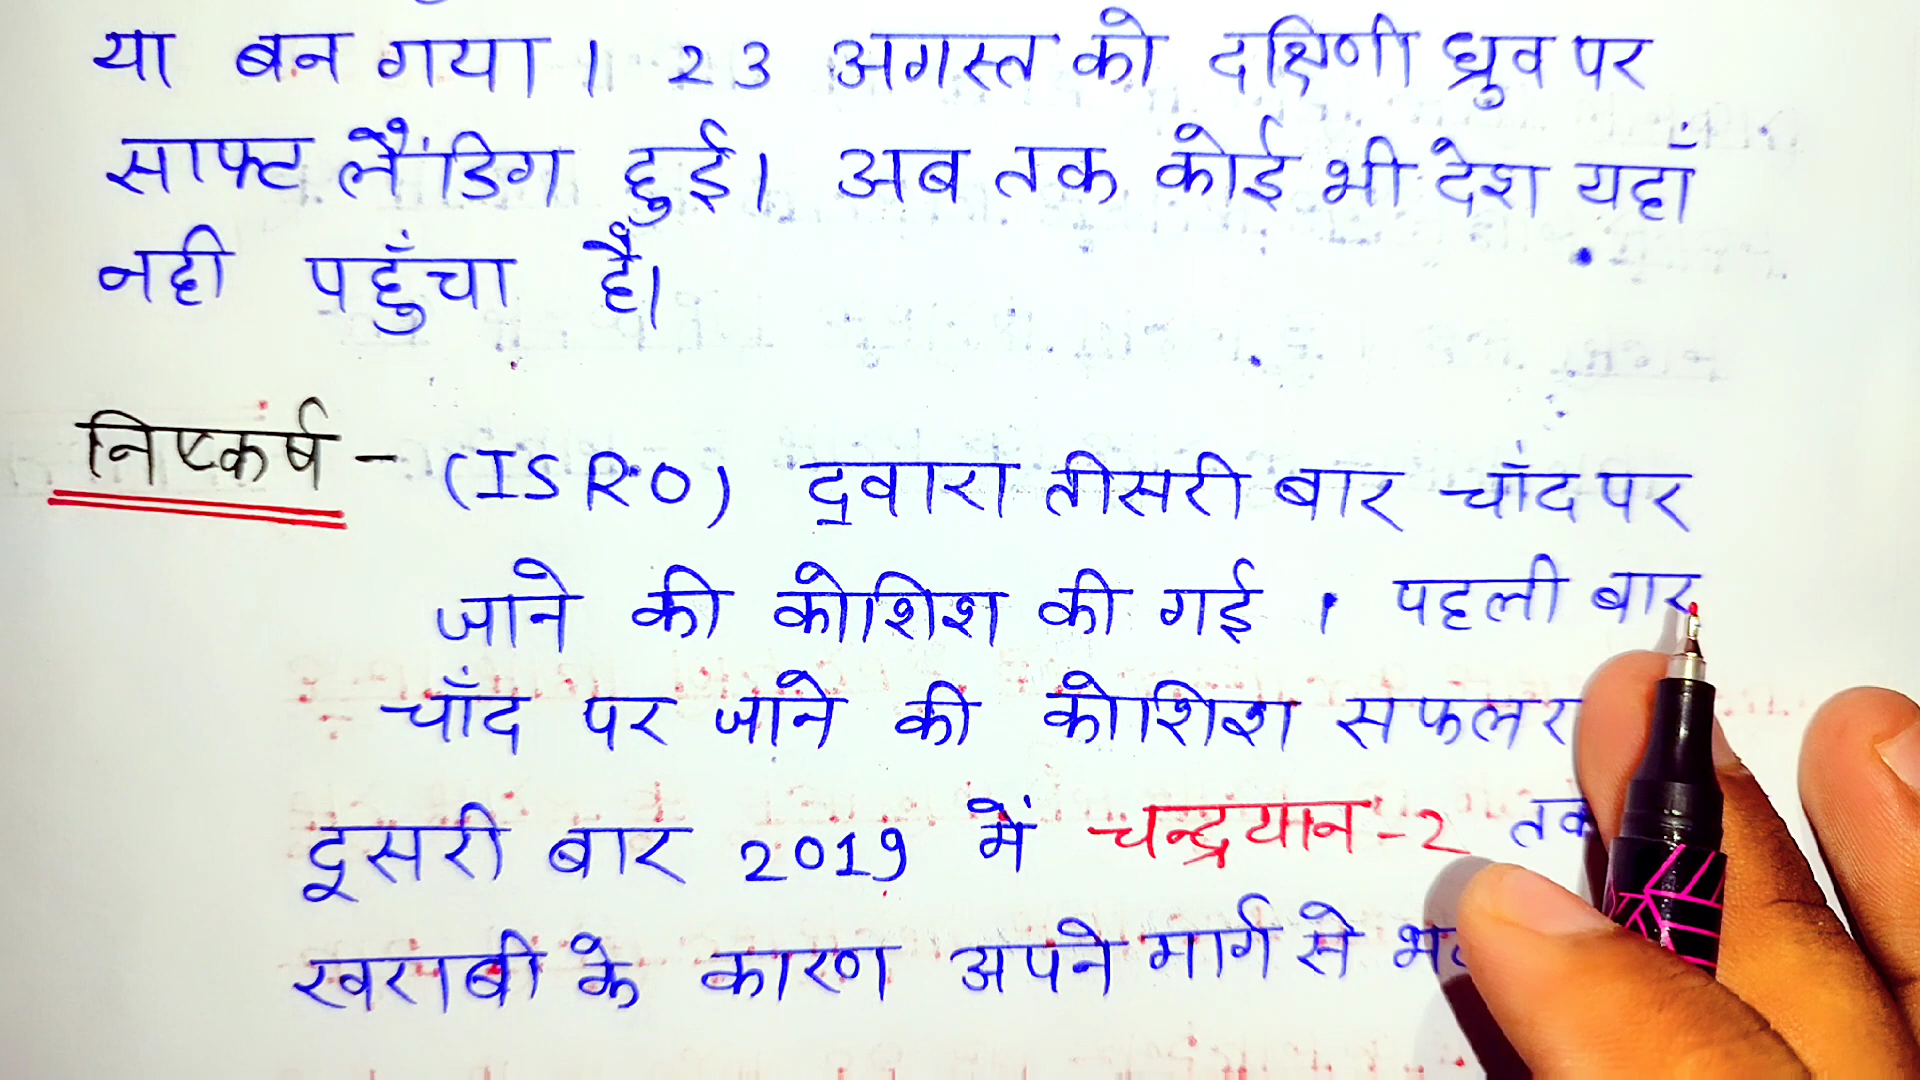 या बन गया । 23 अगस्त को दक्षिणी ध्रुव पर
साफ्ट लैंडिग हुई। अब तक कोई भी देश यहाँ
नही पहुँचा है।
निष्कर्ष - (ISRO) द्वारा तीसरी बार चाँद पर
जाने की कोशिश की गई । पहली बार
चाँद पर जाने की कोशिश सफल
दूसरी बार 2019 में चन्द्रयान-2
खराबी के कारण अपने मार्ग से